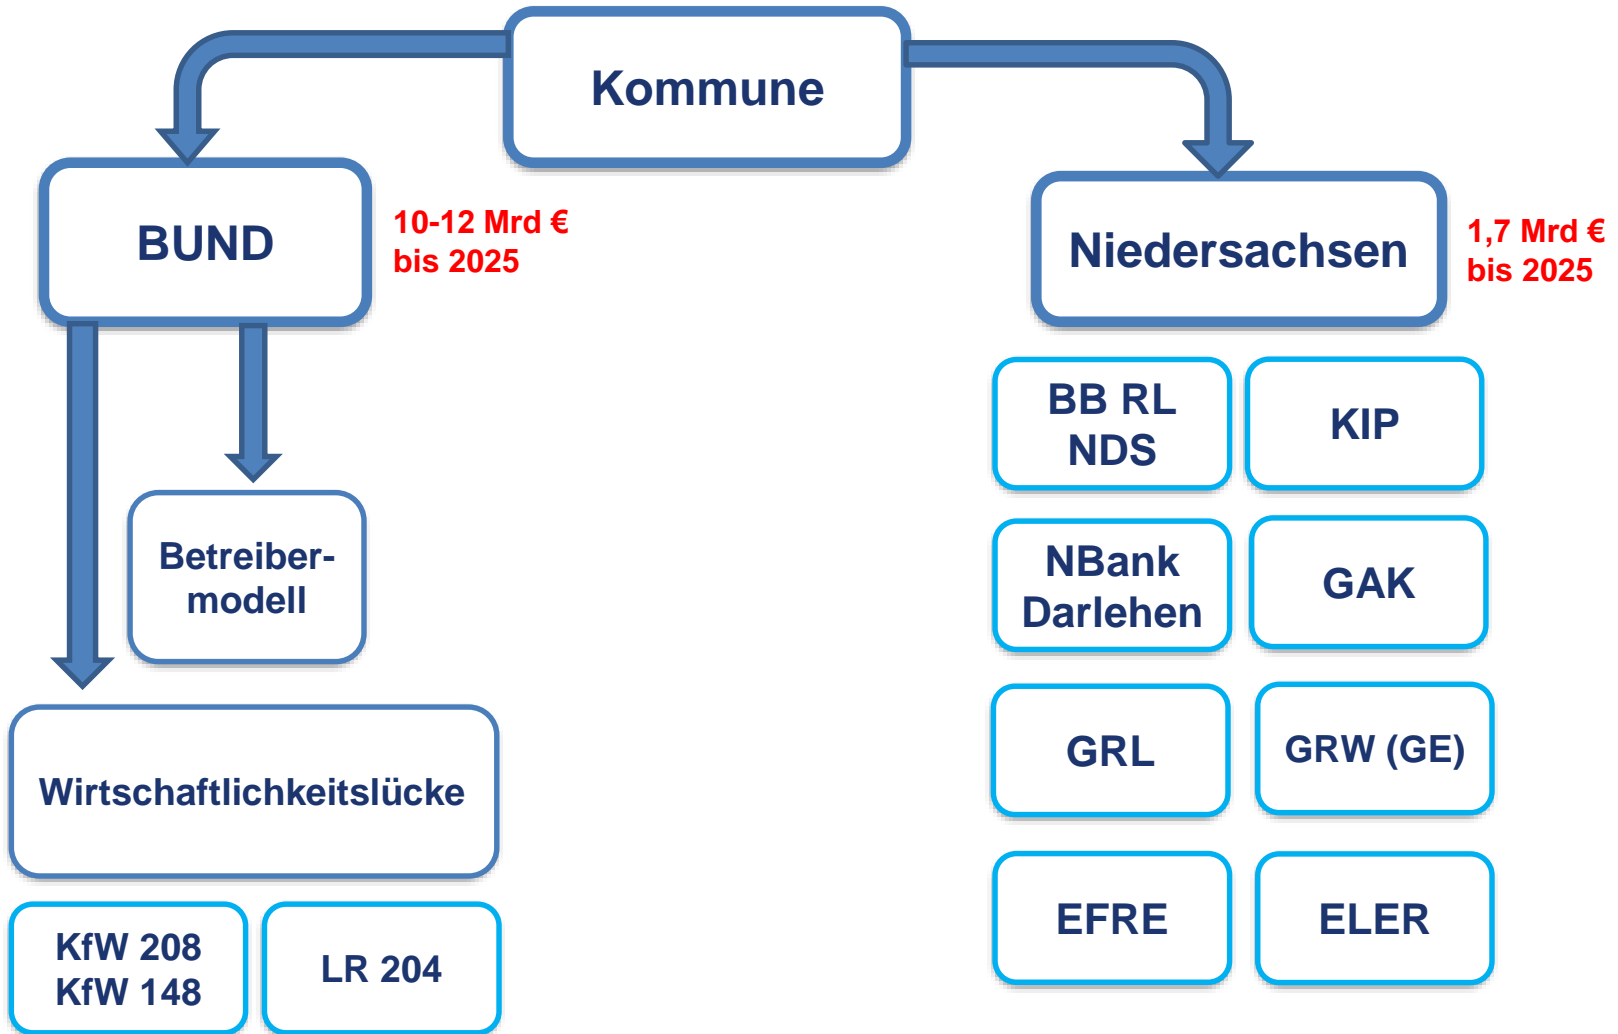 Kommune
BUND
10-12 Mrd €
bis 2025
Niedersachsen
1,7 Mrd €
bis 2025
Betreiber-
modell
Wirtschaftlichkeitslücke
KfW 208
KfW 148
LR 204
BB RL
NDS
KIP
NBank
Darlehen
GAK
GRL
GRW (GE)
EFRE
ELER